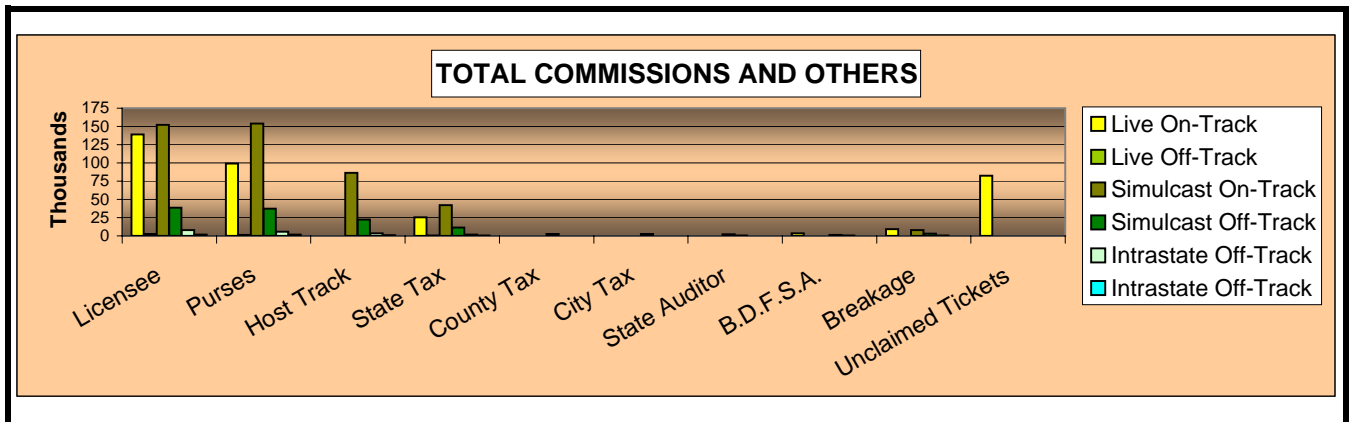 TOTAL COMMISSIONS AND OTHERS
Thousands
175
150
125
100
75
50
25
0
Licensee
Purses
Host Track
State Tax
County Tax
City Tax
State Auditor
B.D.F.S.A.
Breakage
Unclaimed Tickets
Live On-Track
Live Off-Track
Simulcast On-Track
Simulcast Off-Track
Intrastate Off-Track
Intrastate Off-Track